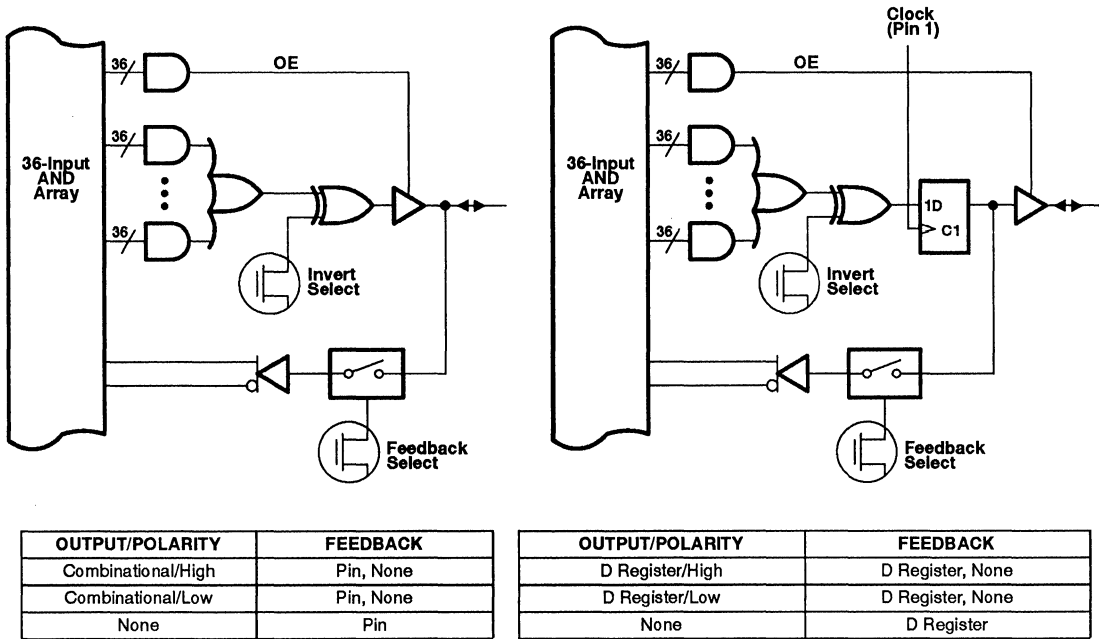 36
OE
36
36-Input
AND
Array
36
Invert
Select
Feedback
Select
Clock
(Pin 1)
36
OE
36
36-Input
AND
Array
36
1D
C1
Invert
Select
Feedback
Select
OUTPUT/POLARITY FEEDBACK
Combinational/High Pin, None
Combinational/Low Pin, None
None Pin
OUTPUT/POLARITY FEEDBACK
D Register/High D Register, None
D Register/Low D Register, None
None D Register